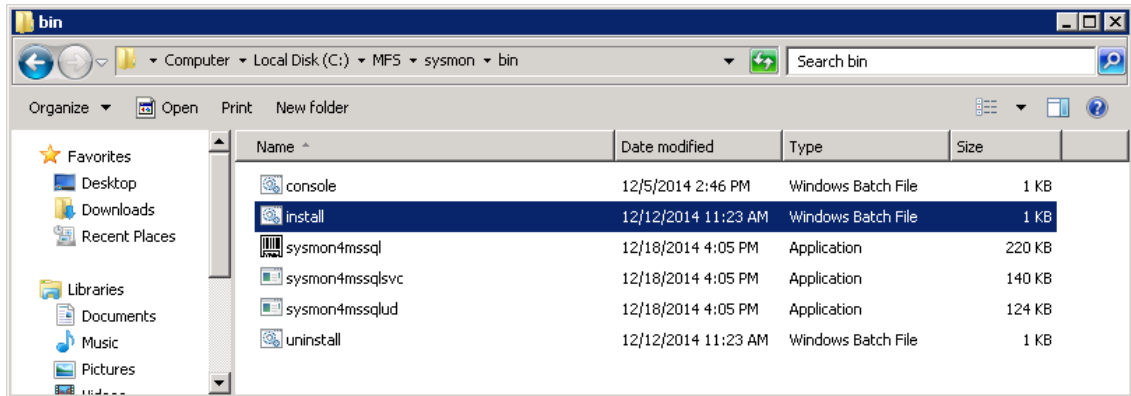 bin
Computer Local Disk (C:) MFS sysmon bin Search bin
Organize Open Print New folder
Favorites Name Date modified Type Size
Desktop console 12/5/2014 2:46 PM Windows Batch File 1 KB
Downloads install 12/12/2014 11:23 AM Windows Batch File 1 KB
Recent Places sysmon4mssql 12/18/2014 4:05 PM Application 220 KB
sysmon4mssqlsvc 12/18/2014 4:05 PM Application 140 KB
Libraries
Documents sysmon4mssqlud 12/18/2014 4:05 PM Application 124 KB
Music uninstall 12/12/2014 11:23 AM Windows Batch File 1 KB
Pictures